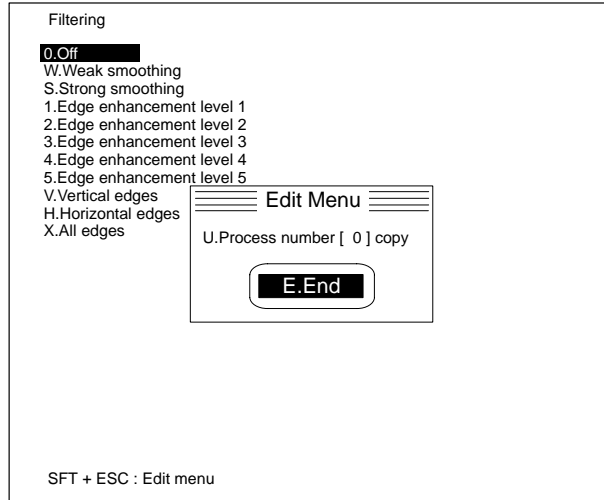 Filtering
0.Off
W.Weak smoothing
S.Strong smoothing
1.Edge enhancement level 1
2.Edge enhancement level 2
3.Edge enhancement level 3
4.Edge enhancement level 4
5.Edge enhancement level 5
V.Vertical edges
H.Horizontal edges
X.All edges
Edit Menu
U.Process number [ 0 ] copy
E.End
SFT + ESC : Edit menu